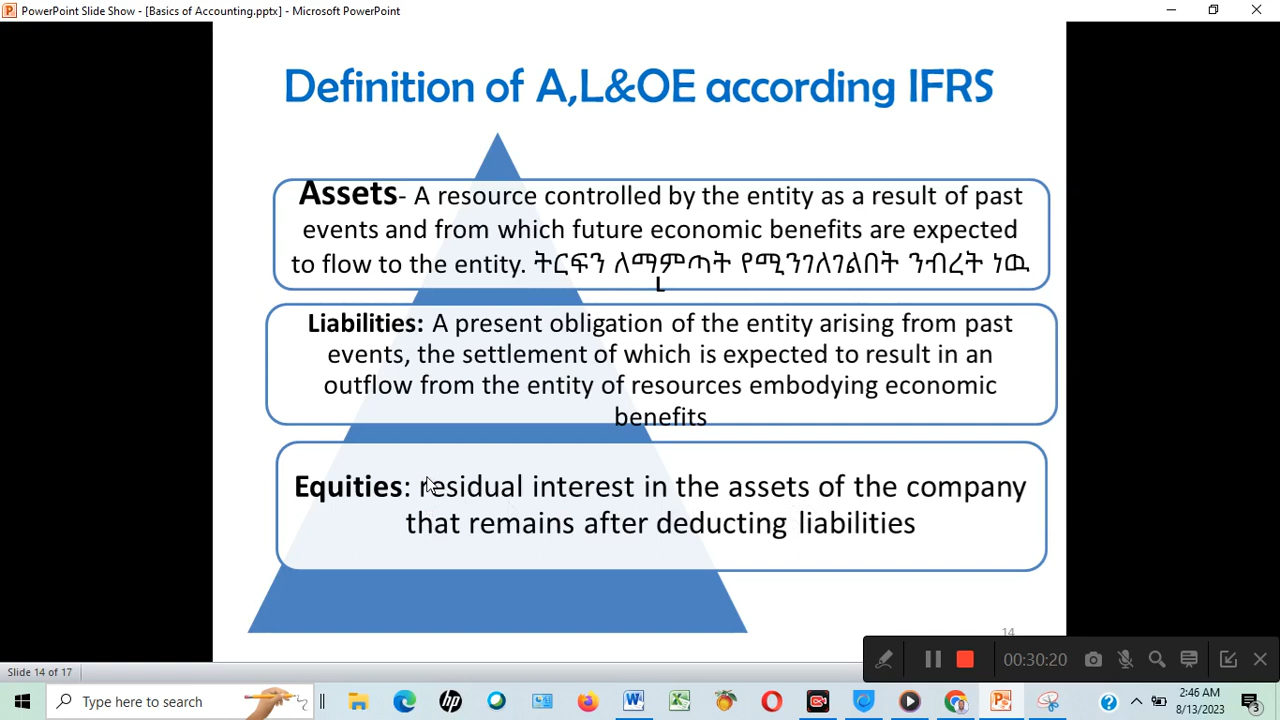 PowerPoint Slide Show - [Basics of Accounting.pptx] - Microsoft PowerPoint
Definition of A,L&OE according IFRS
Assets- A resource controlled by the entity as a result of past
events and from which future economic benefits are expected
to flow to the entity. ትርፍን ለማምጣት የሚንገለገልበት ንብረት ነዉ
L
Liabilities: A present obligation of the entity arising from past
events, the settlement of which is expected to result in an
outflow from the entity of resources embodying economic
benefits
Equities: residual interest in the assets of the company
that remains after deducting liabilities
14
00:30:20
Slide 14 of 17
Type here to search
2:46 AM
8/13/2023
3